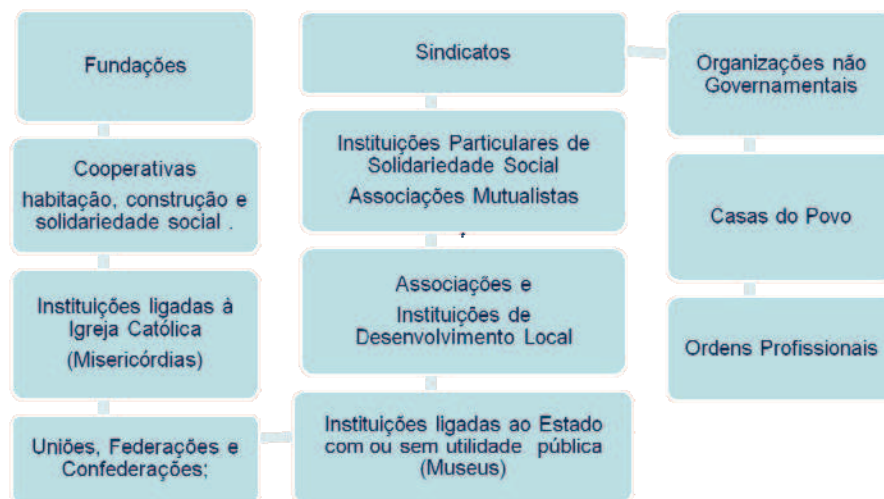 Fundações
Cooperativas
habitação, construção e
solidariedade social .
Instituições ligadas á
Igreja Católica
(Misericórdias)
Uniões, Federações e
Confederações;
Instituições ligadas ao Estado
com ou sem utilidade pública
(Museus)
Associações e
Instituições de
Desenvolvimento Local
Instituições Particulares de
Solidariedade Social
Associações Mutualistas
Sindicatos
Organizações não
Governamentais
Casas do Povo
Ordens Profissionais